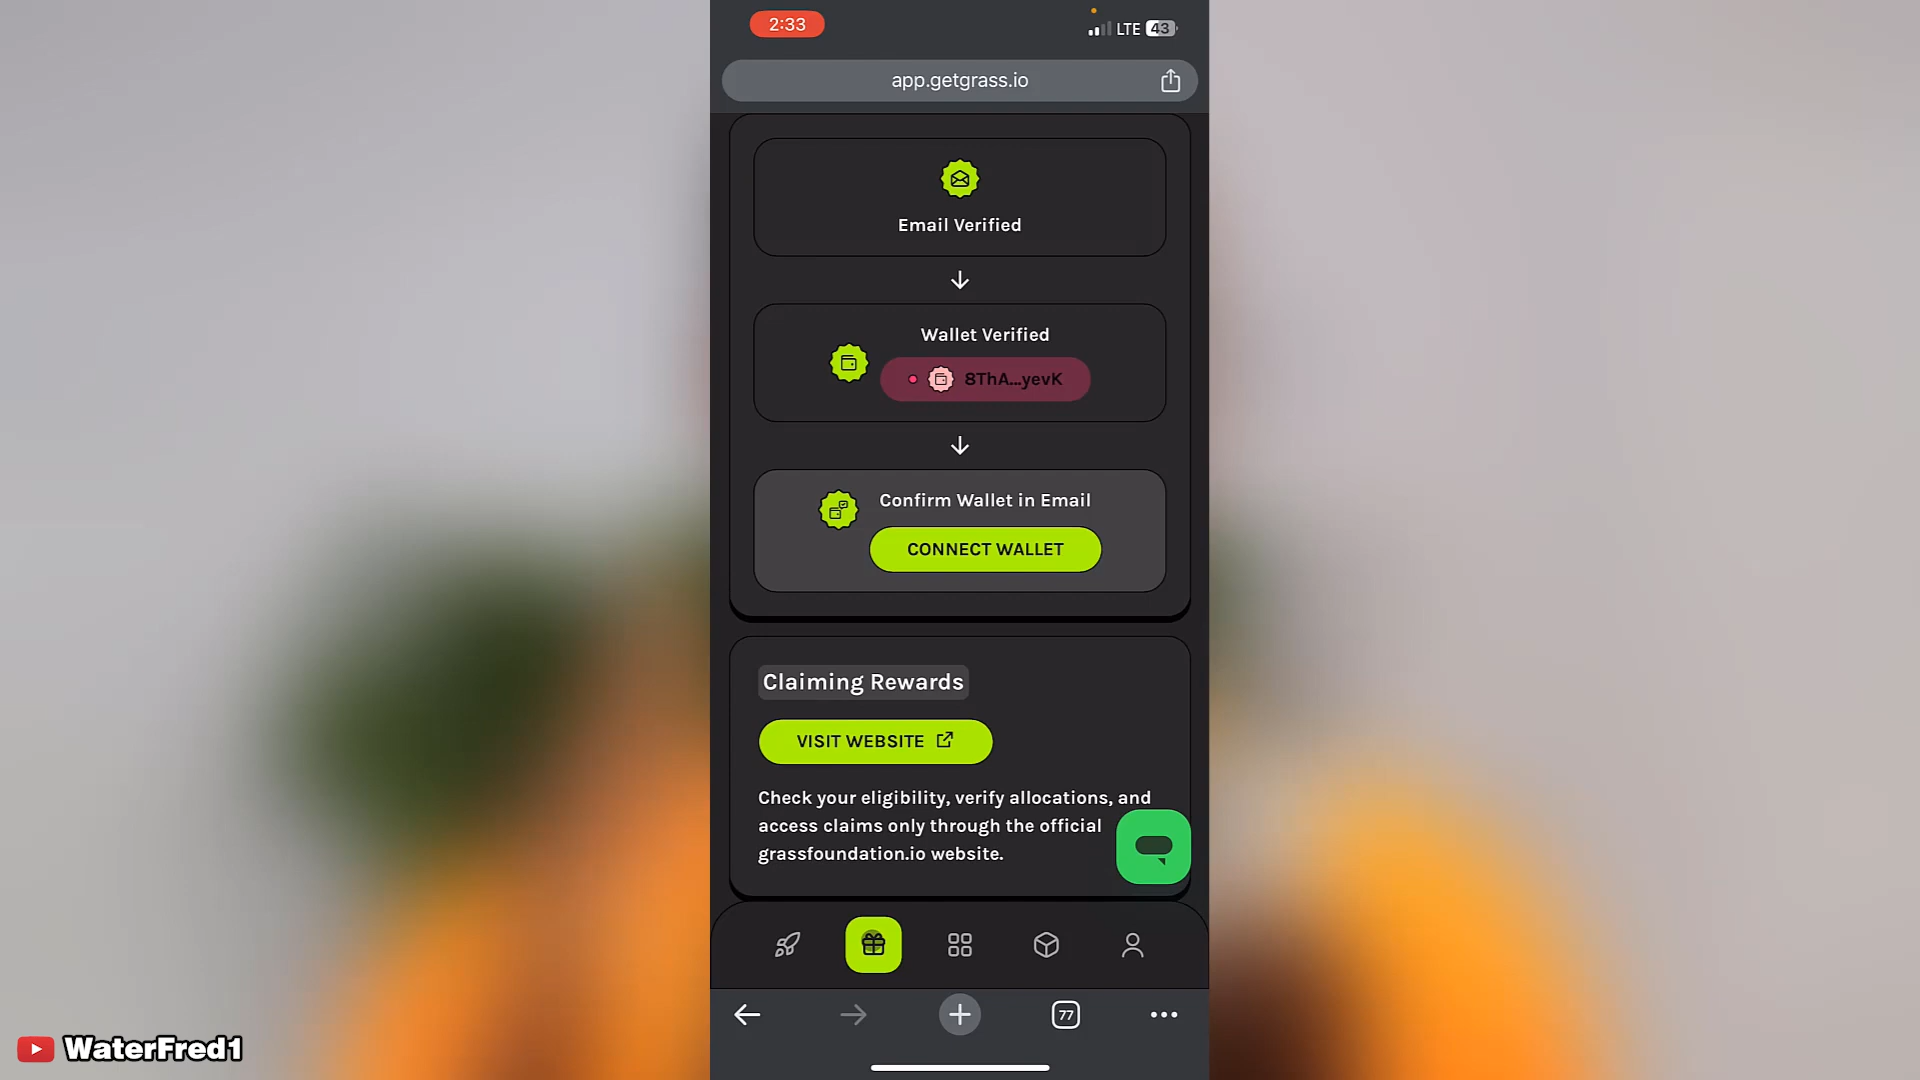 2:33
LTE 43
app.getgrass.io
Email Verified
Wallet Verified
8ThA...yevK
Confirm Wallet in Email
CONNECT WALLET
Claiming Rewards
VISIT WEBSITE
Check your eligibility, verify allocations, and
access claims only through the official
grassfoundation.io website.
77
WaterFred1